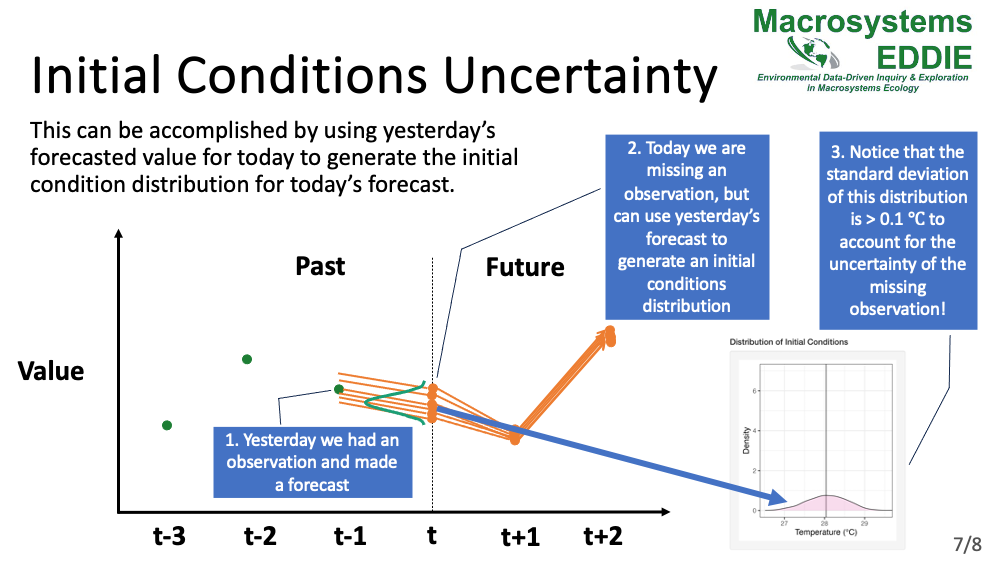 Macrosystems
EDDIE
Environmental Data-Driven Inquiry & Exploration
in Macrosystems Ecology
Initial Conditions Uncertainty
This can be accomplished by using yesterday's
forecasted value for today to generate the initial
condition distribution for today's forecast.
2. Today we are
missing an
observation, but
can use yesterday's
forecast to
generate an initial
conditions
distribution
3. Notice that the
standard deviation
of this distribution
is > 0.1 °C to
account for the
uncertainty of the
missing
observation!
Past
Future
Value
1. Yesterday we had an
observation and made
a forecast
t-3
t-2
t-1
t
t+1
t+2
Distribution of Initial Conditions
Density
6
4
2
0
27
28
29
Temperature (°C)
7/8